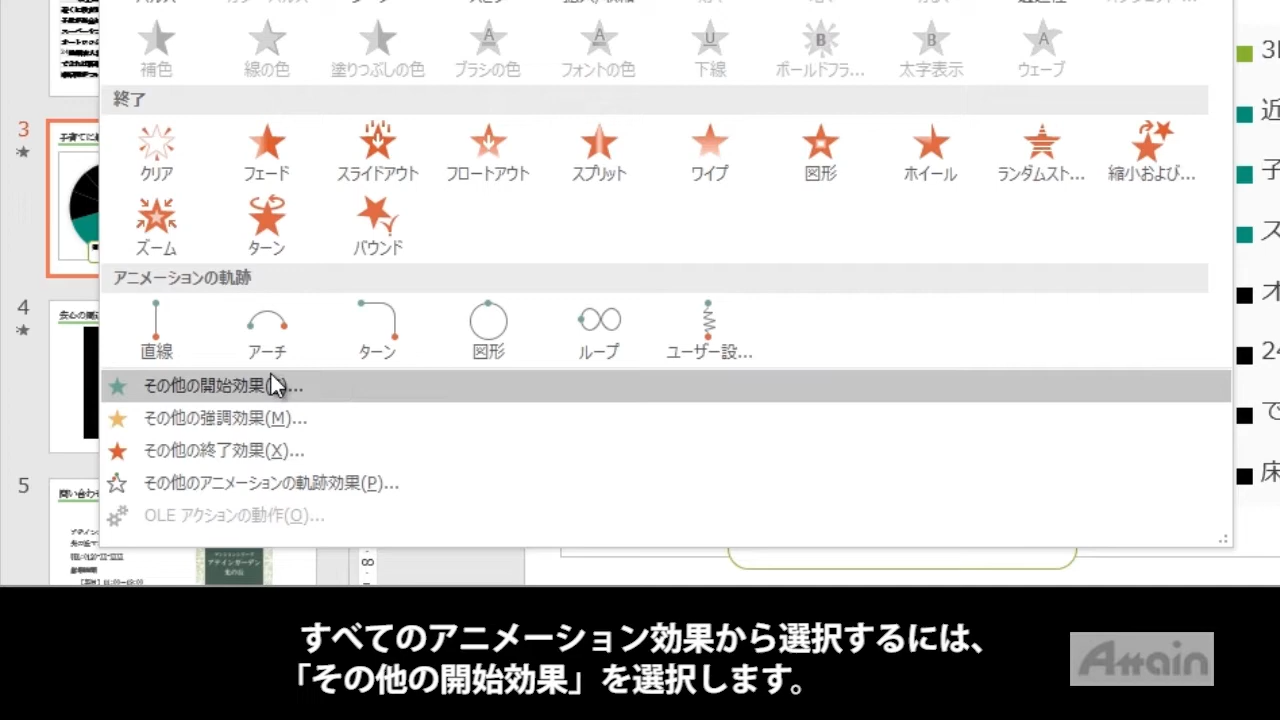 補色 線の色 塗りつぶしの色 ブラシの色 フォントの色 下線 ボールドフラ... 太字表示 ウェーブ
終了
クリア フェード スライドアウト フロートアウト スプリット ワイプ 図形 ホイール ランダムスト... 縮小および...
ズーム ターン バウンド
アニメーションの軌跡
直線 アーチ ターン 図形 ループ ユーザー設...
その他の開始効果(
その他の強調効果(M)...
その他の終了効果(X)...
その他のアニメーションの軌跡効果(P)...
OLE アクションの動作(O)...
3
4
5
8
近
子
ス
オ
24
で
床
すべてのアニメーション効果から選択するには、
「その他の開始効果」を選択します。
Attain